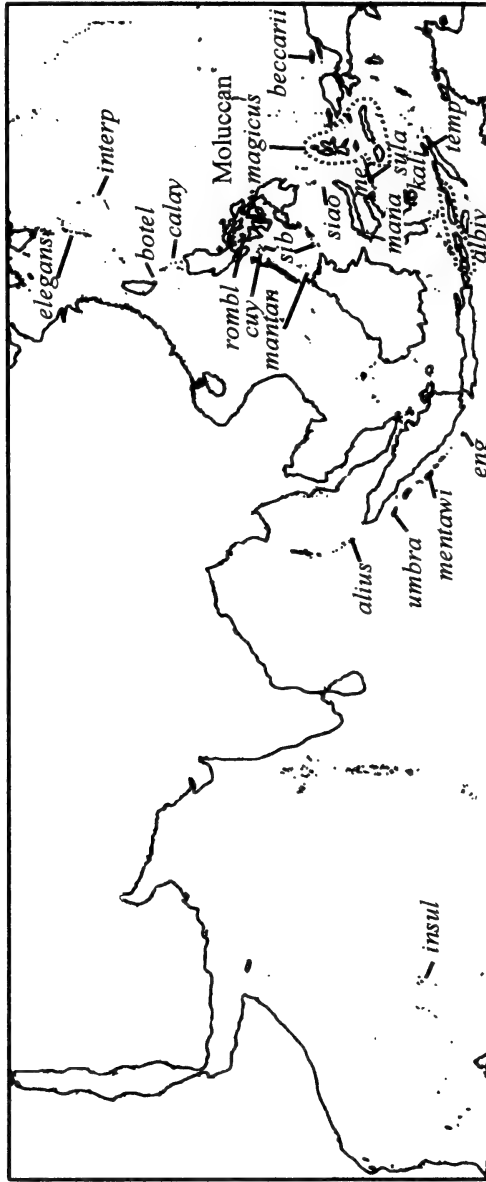 interp
elegans
botel
calay
Moluccan
magicus
beccarii
rombl
cuy
mantan
sib
siao
me
sula
mana
kali
temp
albiv
alius
umbra
mentawi
eng
insul